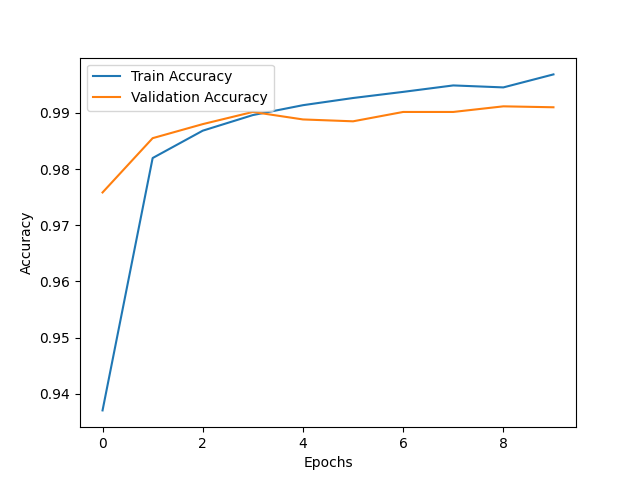 Train Accuracy
Validation Accuracy
0.99
0.98
0.97
0.96
0.95
0.94
Accuracy
0 2 4 6 8
Epochs